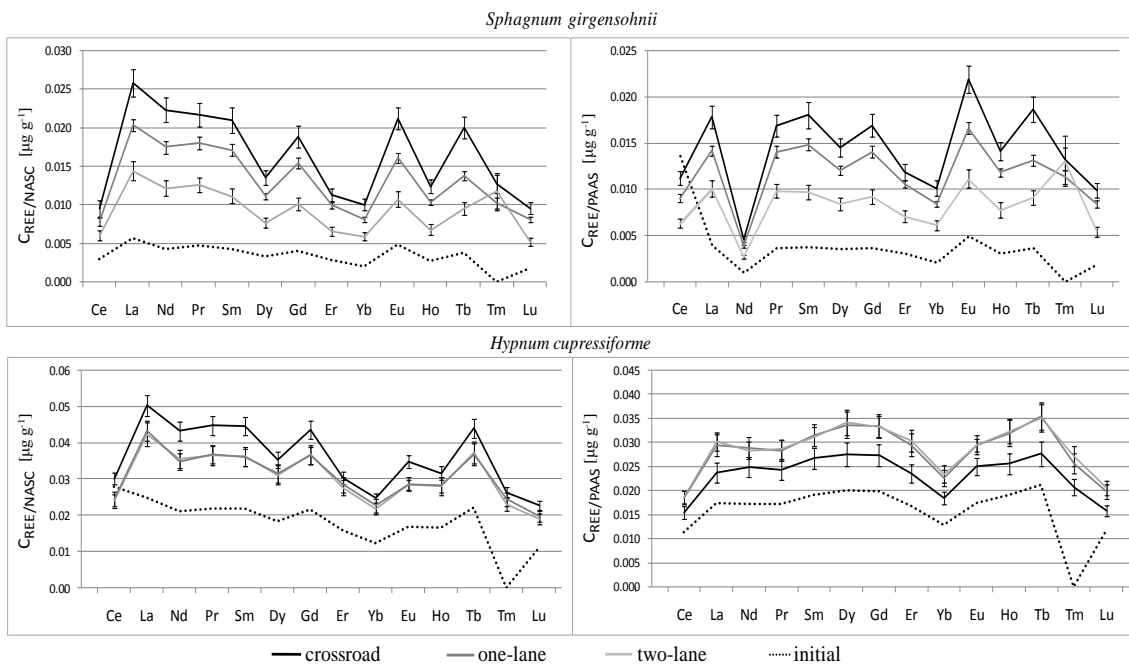 Sphagnum girgensohnii
C_REE/NASC [µg g⁻¹]
0.030
0.025
0.020
0.015
0.010
0.005
0.000
Ce La Nd Pr Sm Dy Gd Er Yb Eu Ho Tb Tm Lu
C_REE/PAAS [µg g⁻¹]
0.025
0.020
0.015
0.010
0.005
0.000
Ce La Nd Pr Sm Dy Gd Er Yb Eu Ho Tb Tm Lu
Hypnum cupressiforme
C_REE/NASC [µg g⁻¹]
0.06
0.05
0.04
0.03
0.02
0.01
0.00
Ce La Nd Pr Sm Dy Gd Er Yb Eu Ho Tb Tm Lu
C_REE/PAAS [µg g⁻¹]
0.045
0.040
0.035
0.030
0.025
0.020
0.015
0.010
0.005
0.000
Ce La Nd Pr Sm Dy Gd Er Yb Eu Ho Tb Tm Lu
crossroad one-lane two-lane initial